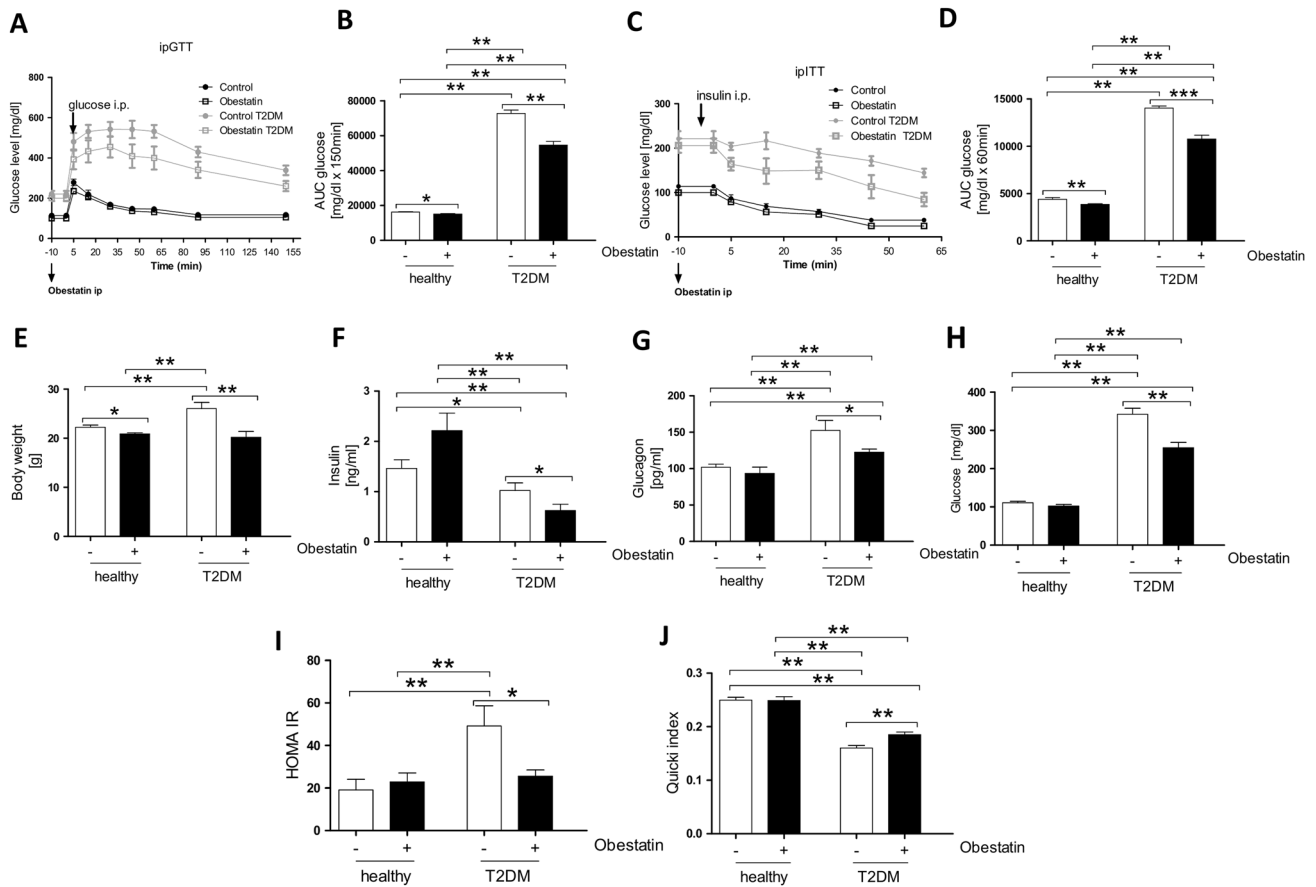 A
ipGTT
glucose i.p.
Control
Obestatin
Control T2DM
Obestatin T2DM
Glucose level [mg/dl]
800
600
400
200
0
-10 5 20 35 50 65 80 95 110 125 140 155
Time (min)
Obestatin ip
B
** 
**
**
**
**
*
AUC glucose
[mg/dl x 150min]
80000
60000
40000
20000
0
- + - +
Obestatin
healthy T2DM
C
ipITT
insulin i.p.
Control
Obestatin
Control T2DM
Obestatin T2DM
Glucose level [mg/dl]
300
200
100
0
-10 5 20 35 50 65
Time (min)
Obestatin ip
D
**
**
**
**
***
**
AUC glucose
[mg/dl x 60min]
15000
10000
5000
0
- + - +
Obestatin
healthy T2DM
E
**
**
**
*
Body weight
[g]
30
20
10
0
- + - +
Obestatin
healthy T2DM
F
**
**
**
*
*
Insulin
[ng/ml]
3
2
1
0
- + - +
Obestatin
healthy T2DM
G
**
**
**
**
*
Glucagon
[pg/ml]
200
150
100
50
0
- + - +
Obestatin
healthy T2DM
H
**
**
**
**
**
Glucose [mg/dl]
400
300
200
100
0
- + - +
Obestatin
healthy T2DM
I
**
**
*
HOMA IR
80
60
40
20
0
- + - +
Obestatin
healthy T2DM
J
**
**
**
**
**
Quicki index
0.3
0.2
0.1
0.0
- + - +
Obestatin
healthy T2DM